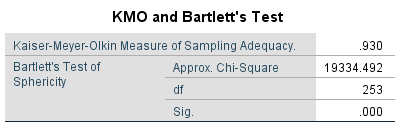 KMO and Bartlett's Test
Kaiser-Meyer-Olkin Measure of Sampling Adequacy. .930
Bartlett's Test of Sphericity Approx. Chi-Square 19334.492
df 253
Sig. .000